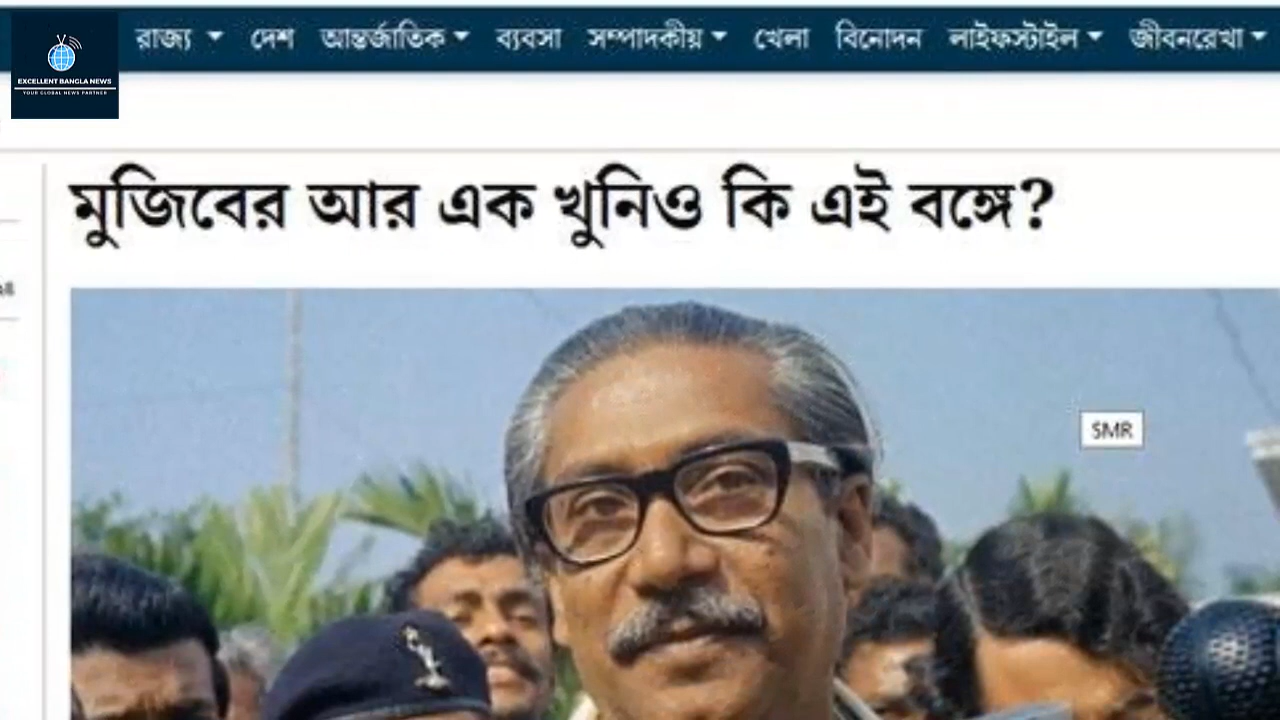 রাজ্য দেশ আন্তর্জাতিক ব্যবসা সম্পাদকীয় খেলা বিনোদন লাইফস্টাইল জীবনরেখা
EXCELLENT BANGLA NEWS
YOUR GLOBAL NEWS PARTNER
মুজিবের আর এক খুনিও কি এই বঙ্গে?
SMR